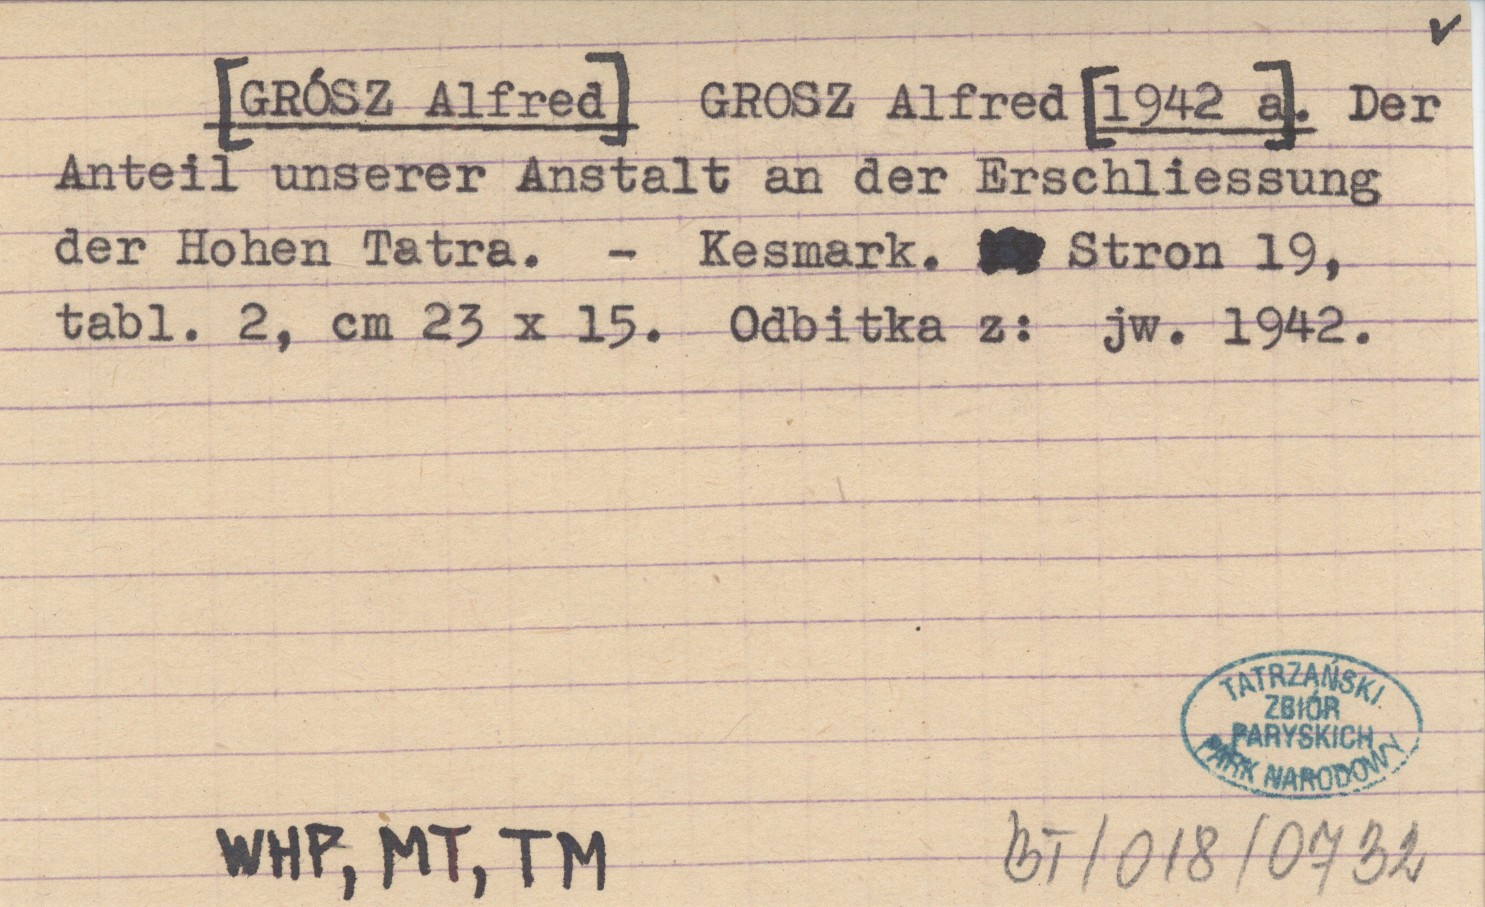 ✓
[GRÓSZ Alfred] GROSZ Alfred [1942 a]. Der
Anteil unserer Anstalt an der Erschliessung
der Hohen Tatra. - Kesmark. Stron 19,
tabl. 2, cm 23 x 15. Odbitka z: jw. 1942.
TATRZAŃSKI
ZBIÓR
PARYSKICH
PARK NARODOWY
WHP, MT, TM
BT/018/0732